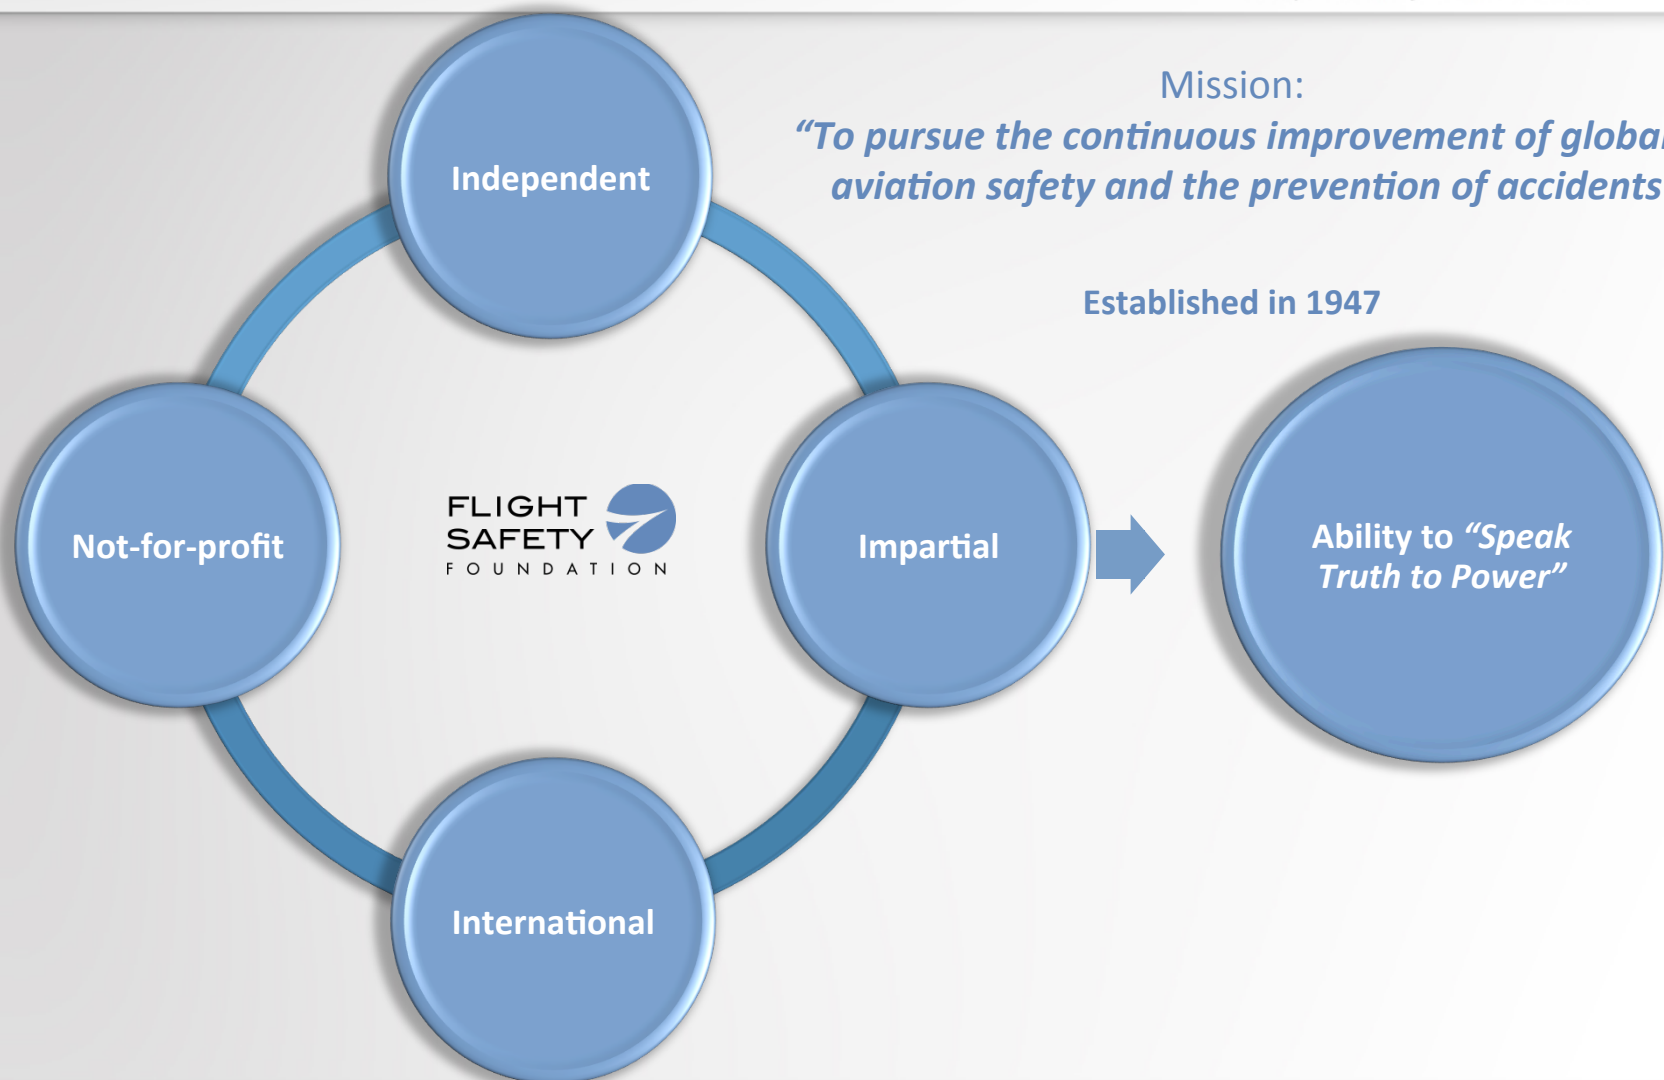 Mission:
“To pursue the continuous improvement of global
aviation safety and the prevention of accidents
Established in 1947
Independent
Not-for-profit
FLIGHT
SAFETY
FOUNDATION
Impartial
Ability to “Speak
Truth to Power”
International